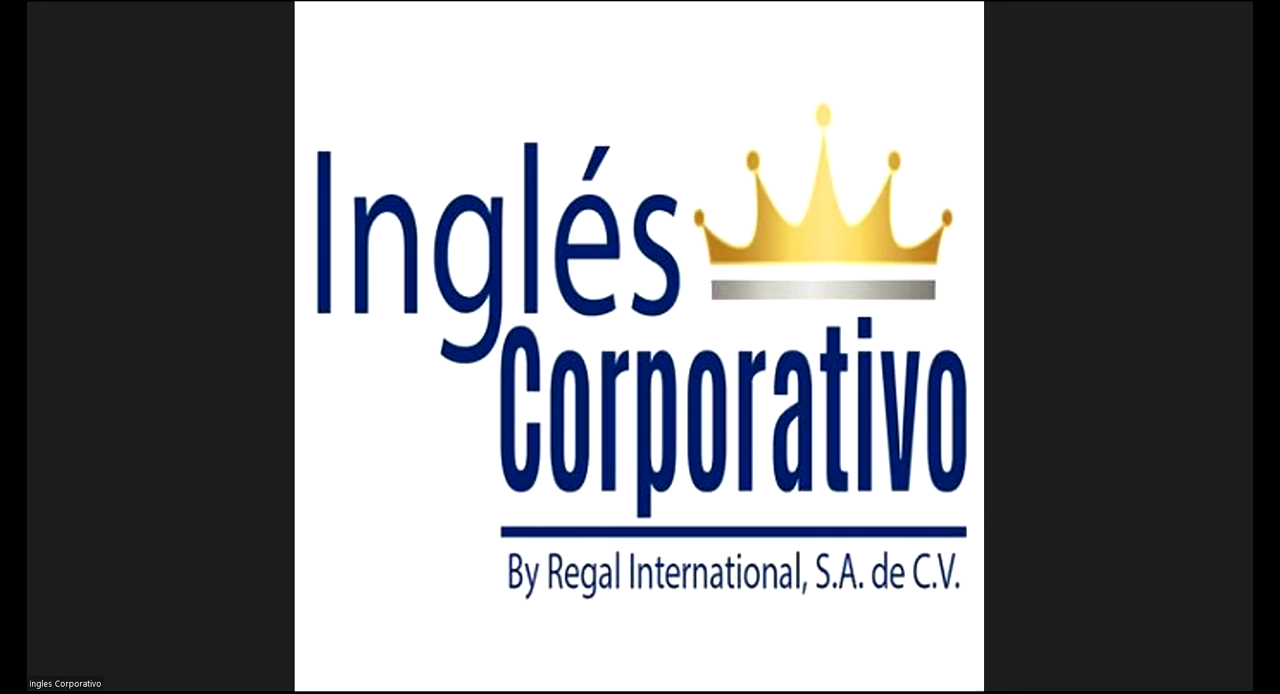 Inglés
Corporativo
By Regal International, S.A. de C.V.
Ingles Corporativo